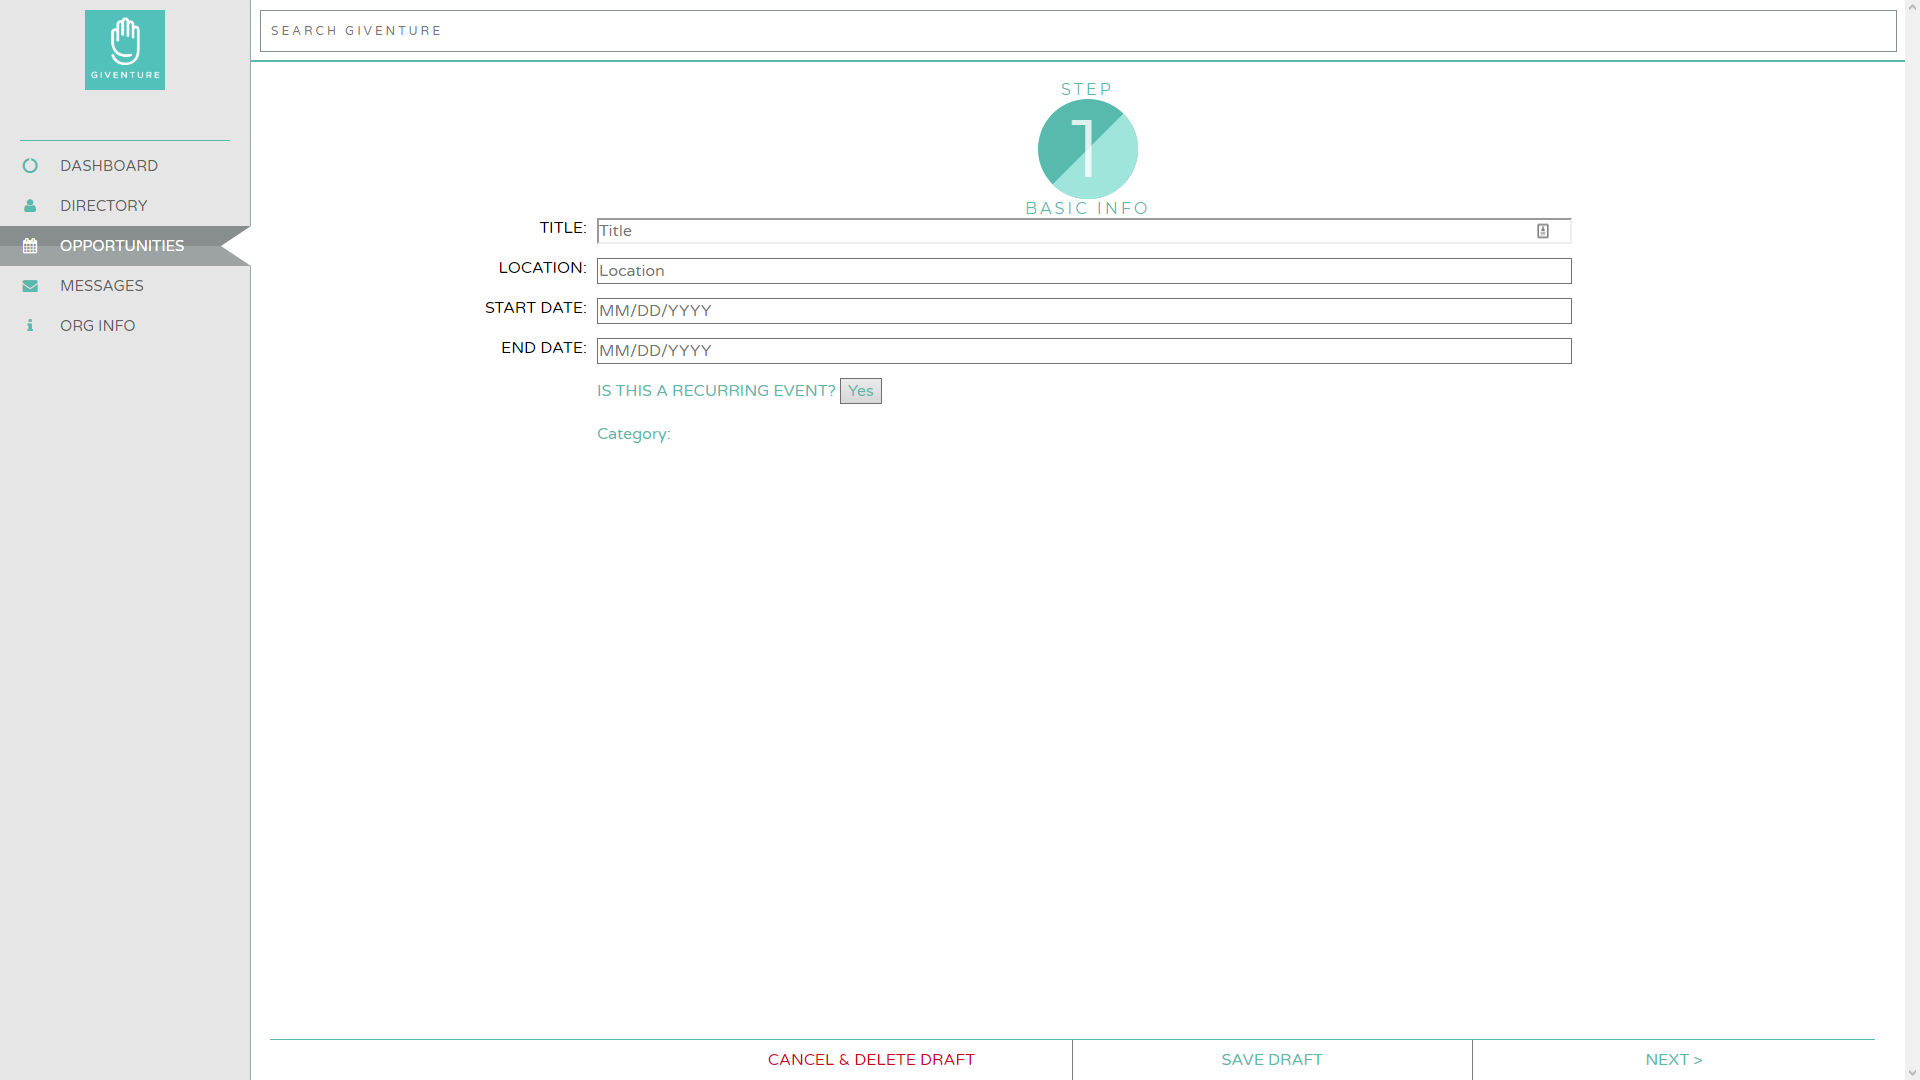 GIVENTURE
DASHBOARD
DIRECTORY
OPPORTUNITIES
MESSAGES
ORG INFO
SEARCH GIVENTURE
STEP
1
BASIC INFO
TITLE: Title
LOCATION: Location
START DATE: MM/DD/YYYY
END DATE: MM/DD/YYYY
IS THIS A RECURRING EVENT? Yes
Category:
CANCEL & DELETE DRAFT
SAVE DRAFT
NEXT >